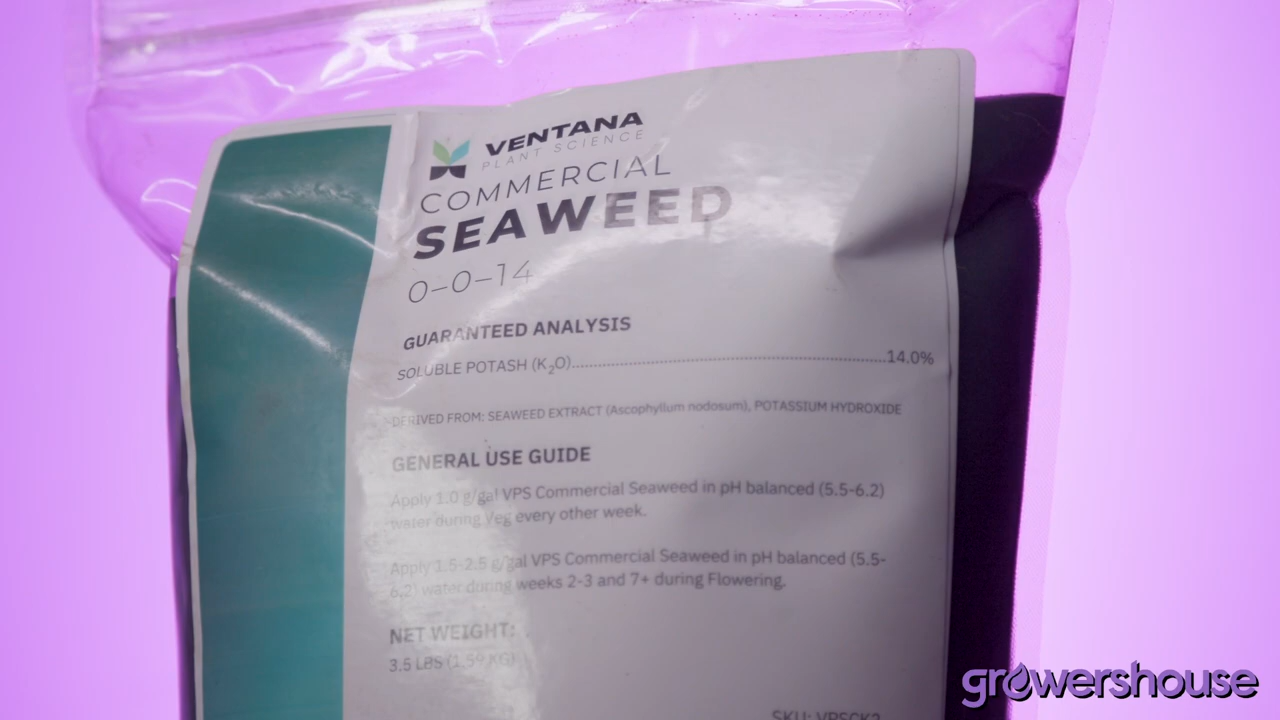 VENTANA
PLANT SCIENCE
COMMERCIAL
SEAWEED
0-0-14
GUARANTEED ANALYSIS
SOLUBLE POTASH (K₂O)................................................................14.0%
DERIVED FROM: SEAWEED EXTRACT (Ascophyllum nodosum), POTASSIUM HYDROXIDE
GENERAL USE GUIDE
Apply 1.0 g/gal VPS Commercial Seaweed in pH balanced (5.5-6.2)
water during Veg every other week.
Apply 1.5-2.5 g/gal VPS Commercial Seaweed in pH balanced (5.5-
6.2) water during weeks 2-3 and 7+ during Flowering.
NET WEIGHT:
3.5 LBS (1.59 KG)
SKU:
growershouse